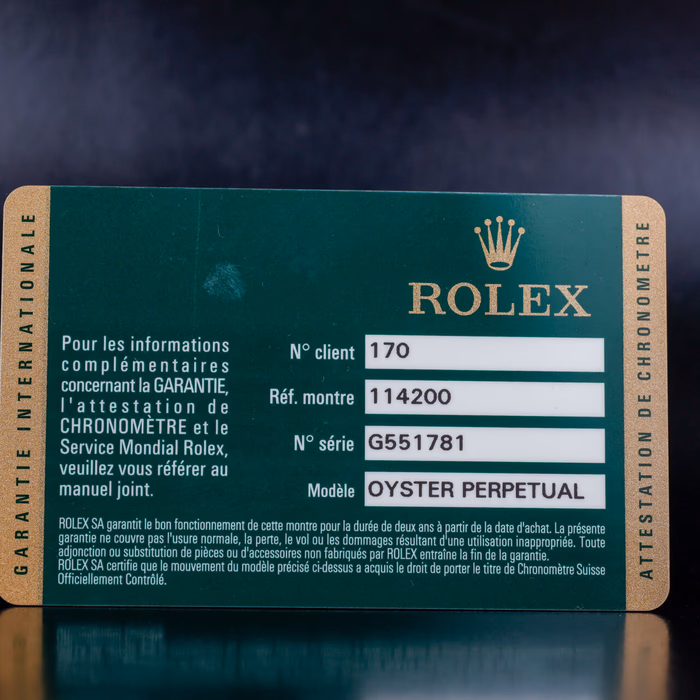 GARANTIE INTERNATIONALE
ROLEX
Pour les informations
complémentaires
concernant la GARANTIE,
l'attestation de
CHRONOMÈTRE et le
Service Mondial Rolex,
veuillez vous référer au
manuel joint.
N° client 170
Réf. montre 114200
N° série G551781
Modèle OYSTER PERPETUAL
ROLEX SA garantit le bon fonctionnement de cette montre pour la durée de deux ans à partir de la date d'achat. La présente
garantie ne couvre pas l'usure normale, la perte, le vol ou les dommages résultant d'une utilisation inappropriée. Toute
adjonction ou substitution de pièces ou d'accessoires non fabriqués par ROLEX entraîne la fin de la garantie.
ROLEX SA certifie que le mouvement du modèle précisé ci-dessus a acquis le droit de porter le titre de Chronomètre Suisse
Officiellement Contrôlé.
ATTESTATION DE CHRONOMETRE